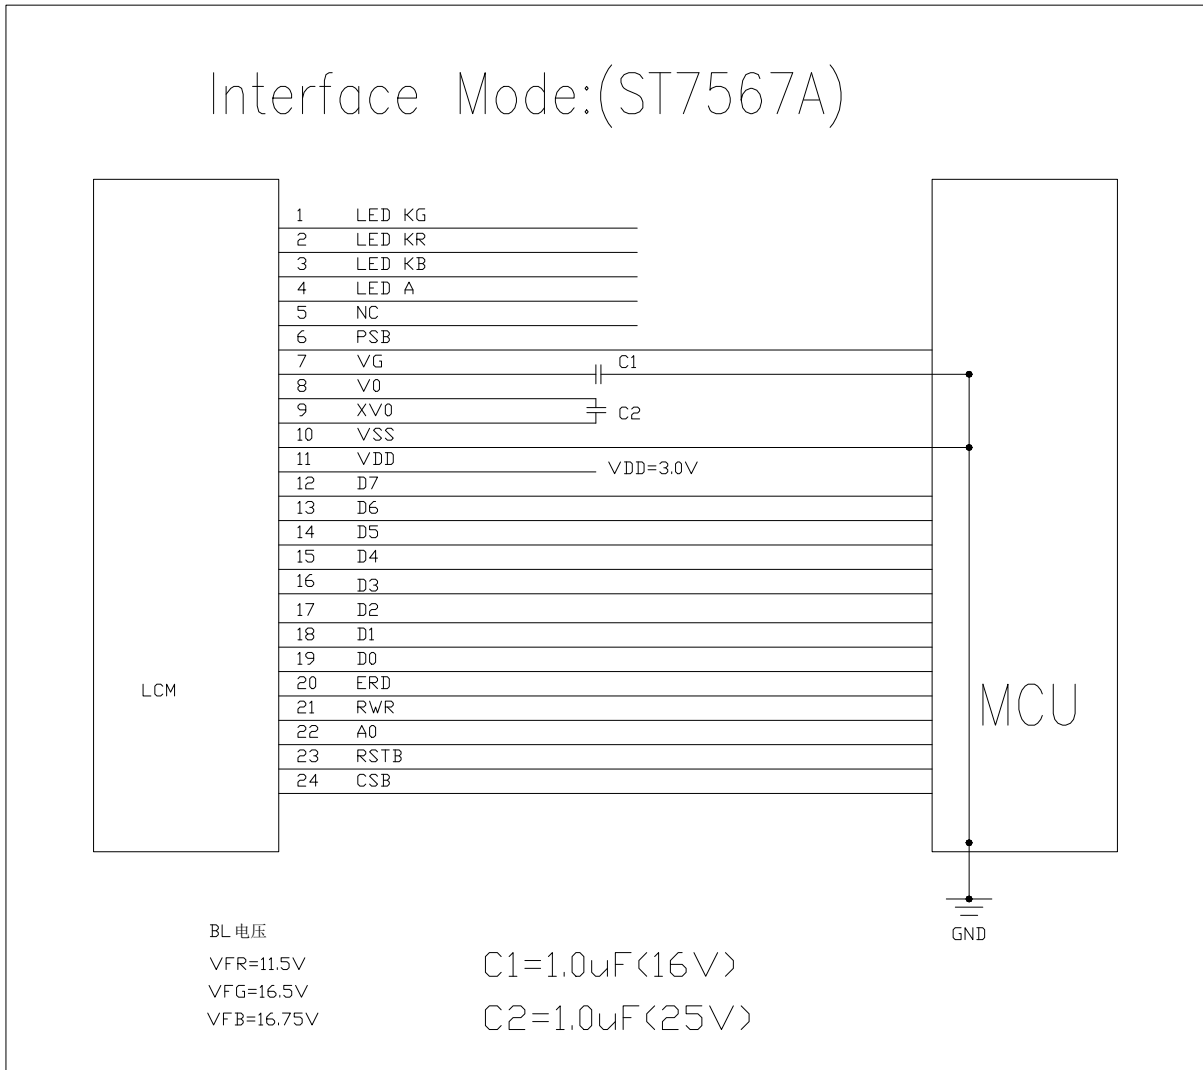 Interface Mode:(ST7567A)
1 LED KG
2 LED KR
3 LED KB
4 LED A
5 NC
6 PSB
7 VG
C1
8 V0
9 XV0
C2
10 VSS
11 VDD
VDD=3.0V
12 D7
13 D6
14 D5
15 D4
16 D3
17 D2
18 D1
19 D0
20 ERD
21 RWR
22 A0
23 RSTB
24 CSB
LCM
MCU
GND
BL电压
VFR=11.5V
VFG=16.5V
VFB=16.75V
C1=1.0uF(16V)
C2=1.0uF(25V)